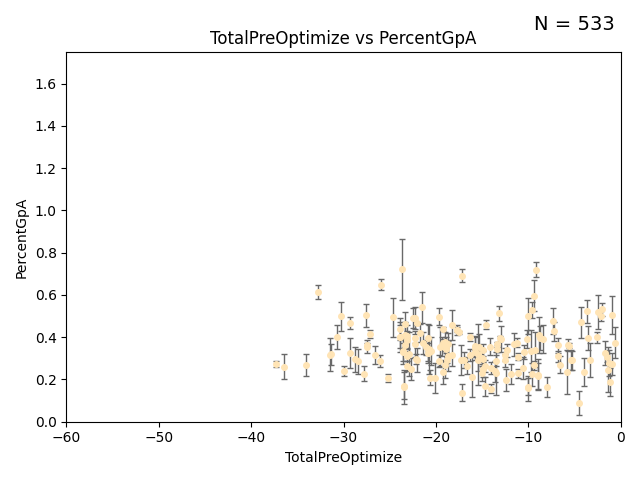 N = 533
TotalPreOptimize vs PercentGpA
PercentGpA
1.6
1.4
1.2
1.0
0.8
0.6
0.4
0.2
0.0
−60 −50 −40 −30 −20 −10 0
TotalPreOptimize